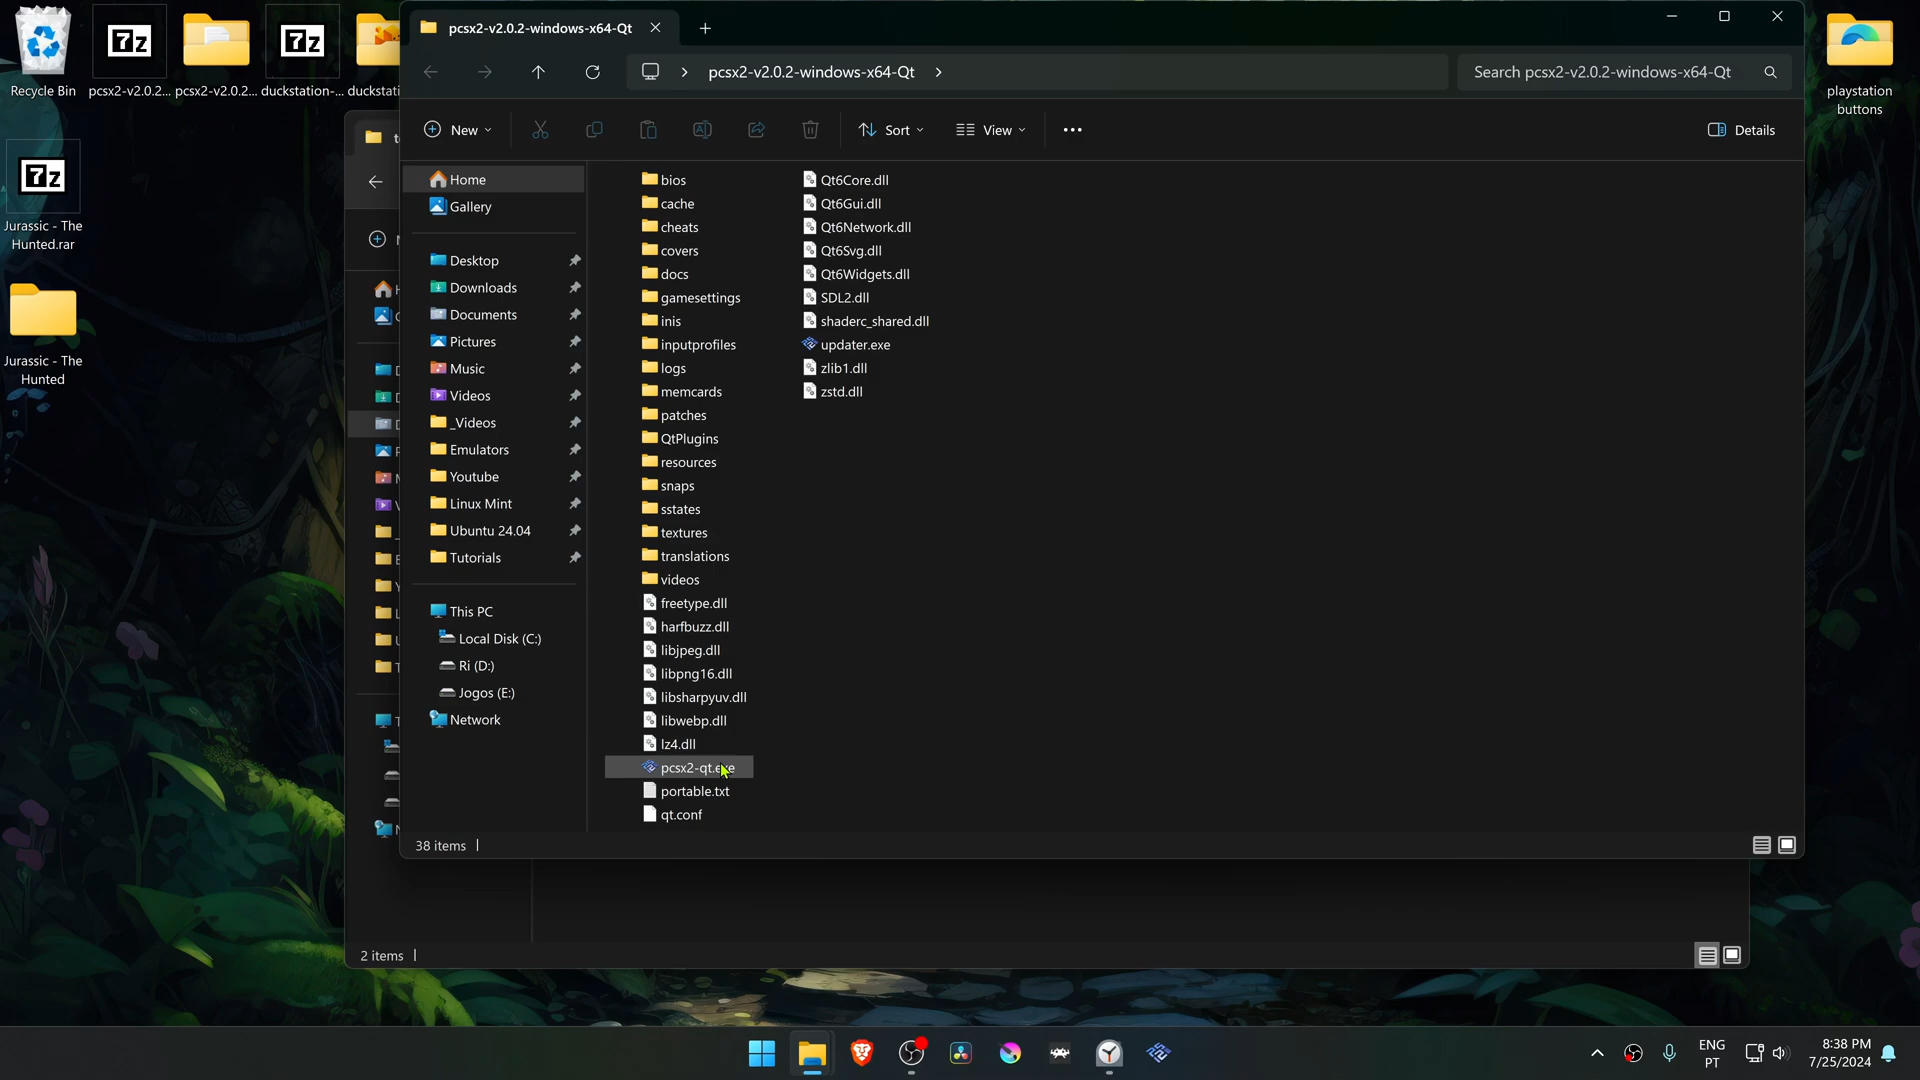 pcsx2-v2.0.2-windows-x64-Qt
pcsx2-v2.0.2-windows-x64-Qt
Search pcsx2-v2.0.2-windows-x64-Qt
New
Sort
View
Details
Home
Gallery
Desktop
Downloads
Documents
Pictures
Music
Videos
_Videos
Emulators
Youtube
Linux Mint
Ubuntu 24.04
Tutorials
This PC
Local Disk (C:)
Ri (D:)
Jogos (E:)
Network
bios
cache
cheats
covers
docs
gamesettings
inis
inputprofiles
logs
memcards
patches
QtPlugins
resources
snaps
sstates
textures
translations
videos
freetype.dll
harfbuzz.dll
libjpeg.dll
libpng16.dll
libsharpyuv.dll
libwebp.dll
lz4.dll
pcsx2-qt.exe
portable.txt
qt.conf
Qt6Core.dll
Qt6Gui.dll
Qt6Network.dll
Qt6Svg.dll
Qt6Widgets.dll
SDL2.dll
shaderc_shared.dll
updater.exe
zlib1.dll
zstd.dll
38 items
2 items
Recycle Bin
7z
pcsx2-v2.0.2...
pcsx2-v2.0.2...
7z
duckstation-...
ducksta
7z
Jurassic - The
Hunted.rar
Jurassic - The
Hunted
playstation
buttons
ENG
PT
8:38 PM
7/25/2024